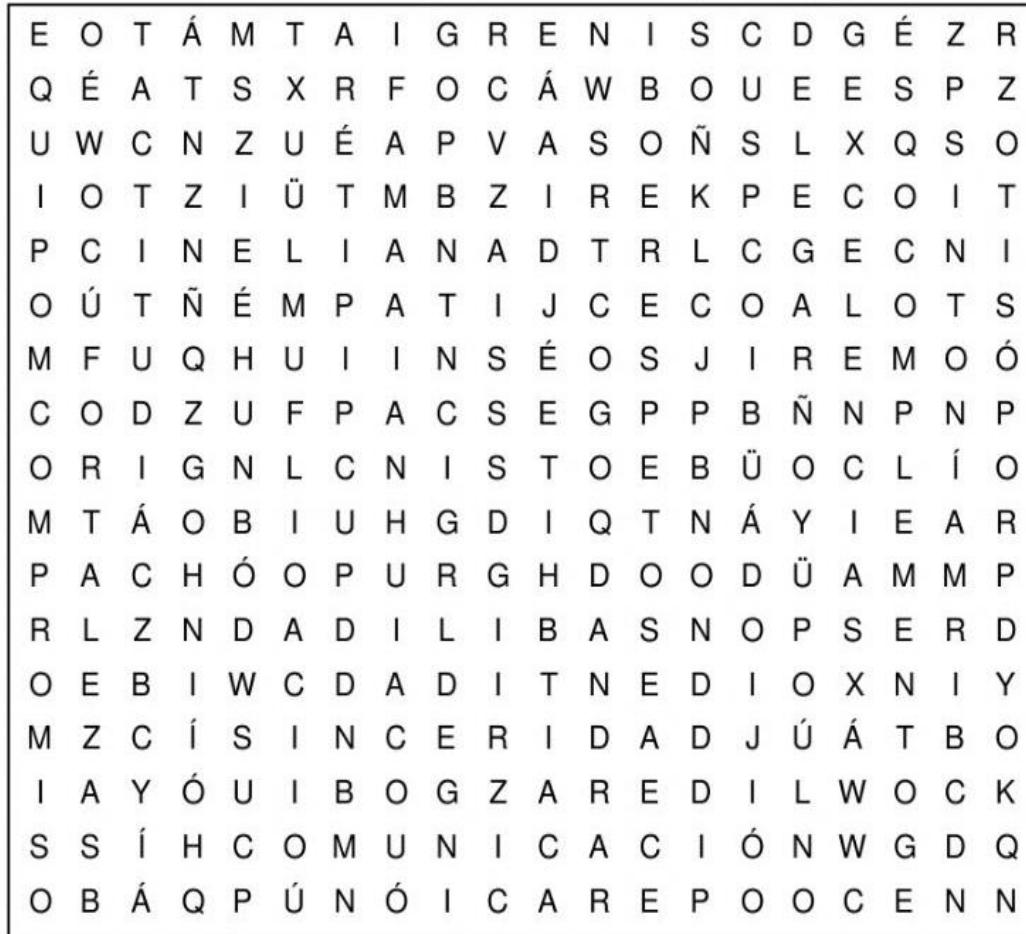 E O T Á M T A I G R E N I S C D G É Z R
Q É A T S X R F O C Á W B O U E E S P Z
U W C N Z U É A P V A S O Ñ S L X Q S O
I O T Z I Ü T M B Z I R E K P E C O I T
P C I N E L I A N A D T R L C G E C N I
O Ú T Ñ É M P A T I J C E C O A L O T S
M F U Q H U I I N S É O S J I R E M O Ó
C O D Z U F P A C S E G P P B Ñ N P N P
O R I G N L C N I S T O E B Ü O C L Í O
M T Á O B I U H G D I Q T N Á Y I E A R
P A C H Ó O P U R G H D O O D Ü A M M P
R L Z N D A D I L I B A S N O P S E R D
O E B I W C D A D I T N E D I O X N I Y
M Z C Í S I N C E R I D A D J Ú Á T B O
I A Y Ó U I B O G Z A R E D I L W O C K
S S Í H C O M U N I C A C I Ó N W G D Q
O B Á Q P Ú N Ó I C A R E P O O C E N N